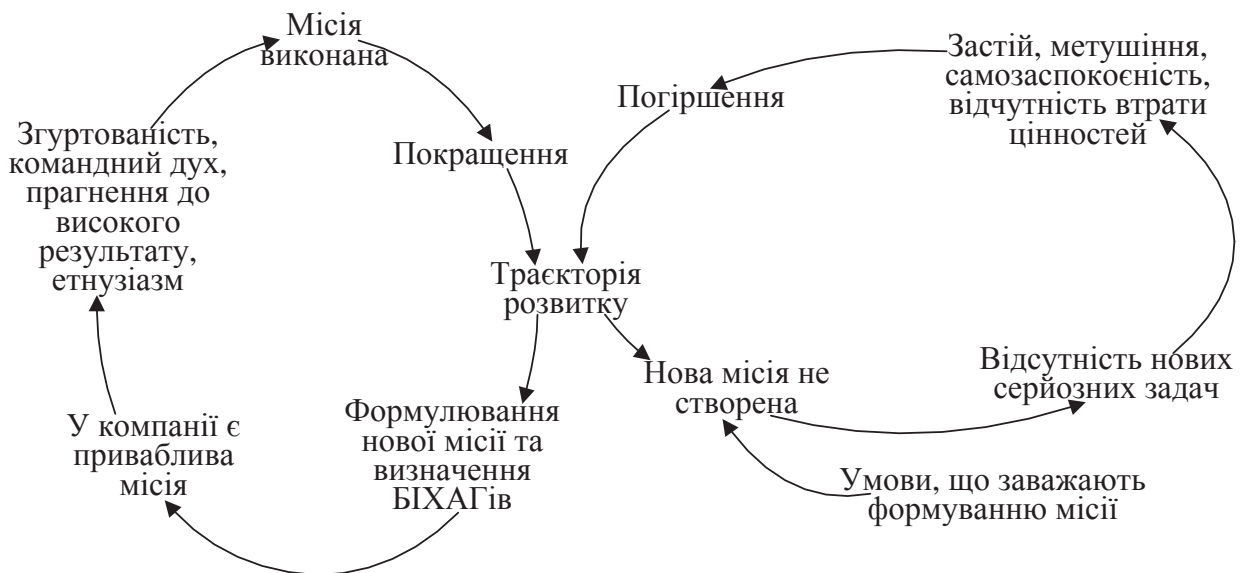 Місія
виконана
Застій, метушіння,
самозаспокоєність,
відчутність втрати
цінностей
Погіршення
Згуртованість,
командний дух,
прагнення до
високого
результату,
етнузіазм
Покращення
Траєкторія
розвитку
Нова місія не
створена
Відсутність нових
серйозних задач
У компанії є
приваблива
місія
Формулювання
нової місії та
визначення
БІХАГів
Умови, що заважають
формуванню місії